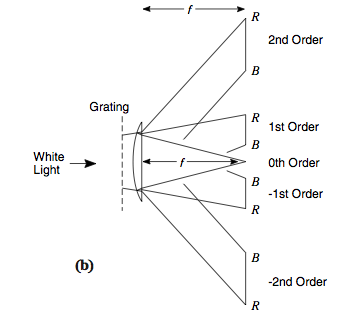 f
R
2nd Order
B
Grating
R
1st Order
B
White
Light
f
0th Order
B
-1st Order
R
(b)
B
-2nd Order
R